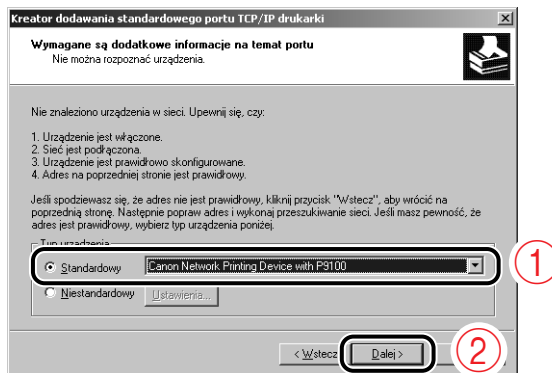 Kreator dodawania standardowego portu TCP/IP drukarki
Wymagane są dodatkowe informacje na temat portu
Nie można rozpoznać urządzenia.
Nie znaleziono urządzenia w sieci. Upewnij się, czy:
1. Urządzenie jest włączone.
2. Sieć jest podłączona.
3. Urządzenie jest prawidłowo skonfigurowane.
4. Adres na poprzedniej stronie jest prawidłowy.
Jeśli spodziewasz się, że adres nie jest prawidłowy, kliknij przycisk "Wstecz", aby wrócić na
poprzednią stronę. Następnie popraw adres i wykonaj przeszukiwanie sieci. Jeśli masz pewność, że
adres jest prawidłowy, wybierz typ urządzenia poniżej.
Typ urządzenia
Standardowy Canon Network Printing Device with P9100
1
Niestandardowy Ustawienia...
< Wstecz Dalej > 2